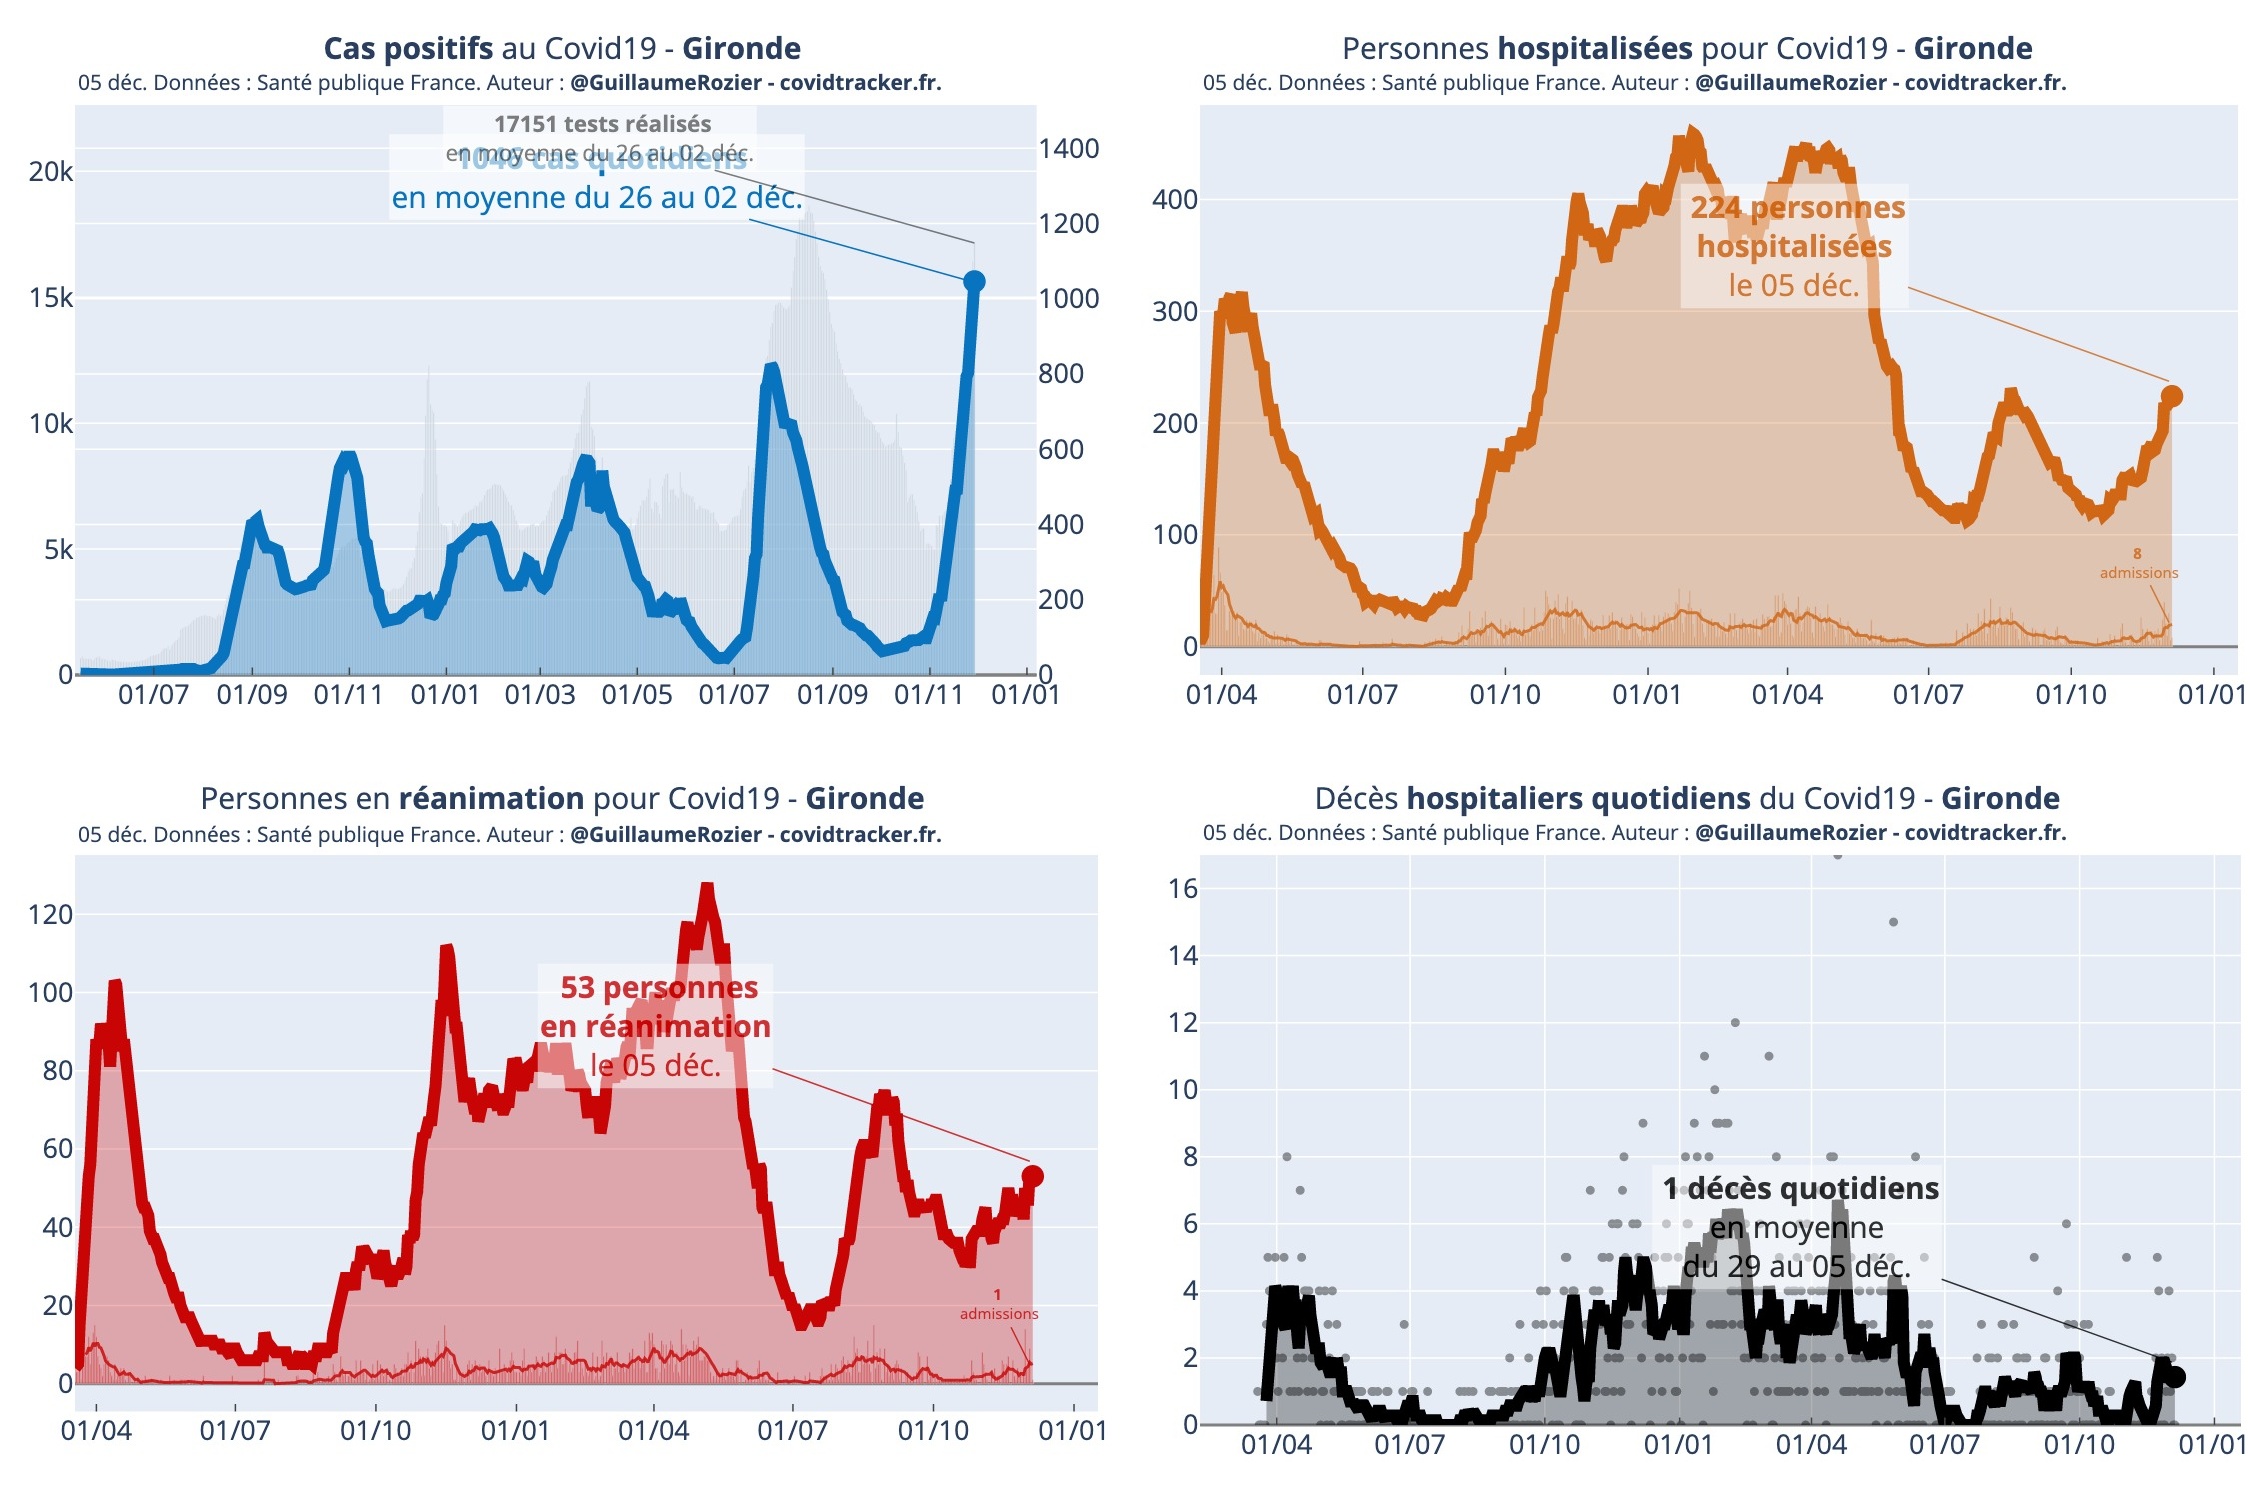 Cas positifs au Covid19 - Gironde
05 déc. Données : Santé publique France. Auteur : @GuillaumeRozier - covidtracker.fr.
17151 tests réalisés
en moyenne du 26 au 02 déc.
1046 cas quotidiens
en moyenne du 26 au 02 déc.
20k
15k
10k
5k
0
1400
1200
1000
800
600
400
200
0
01/07 01/09 01/11 01/01 01/03 01/05 01/07 01/09 01/11 01/01
Personnes hospitalisées pour Covid19 - Gironde
05 déc. Données : Santé publique France. Auteur : @GuillaumeRozier - covidtracker.fr.
224 personnes
hospitalisées
le 05 déc.
8
admissions
400
300
200
100
0
01/04 01/07 01/10 01/01 01/04 01/07 01/10 01/01
Personnes en réanimation pour Covid19 - Gironde
05 déc. Données : Santé publique France. Auteur : @GuillaumeRozier - covidtracker.fr.
53 personnes
en réanimation
le 05 déc.
1
admissions
120
100
80
60
40
20
0
01/04 01/07 01/10 01/01 01/04 01/07 01/10 01/01
Décès hospitaliers quotidiens du Covid19 - Gironde
05 déc. Données : Santé publique France. Auteur : @GuillaumeRozier - covidtracker.fr.
1 décès quotidiens
en moyenne
du 29 au 05 déc.
16
14
12
10
8
6
4
2
0
01/04 01/07 01/10 01/01 01/04 01/07 01/10 01/01